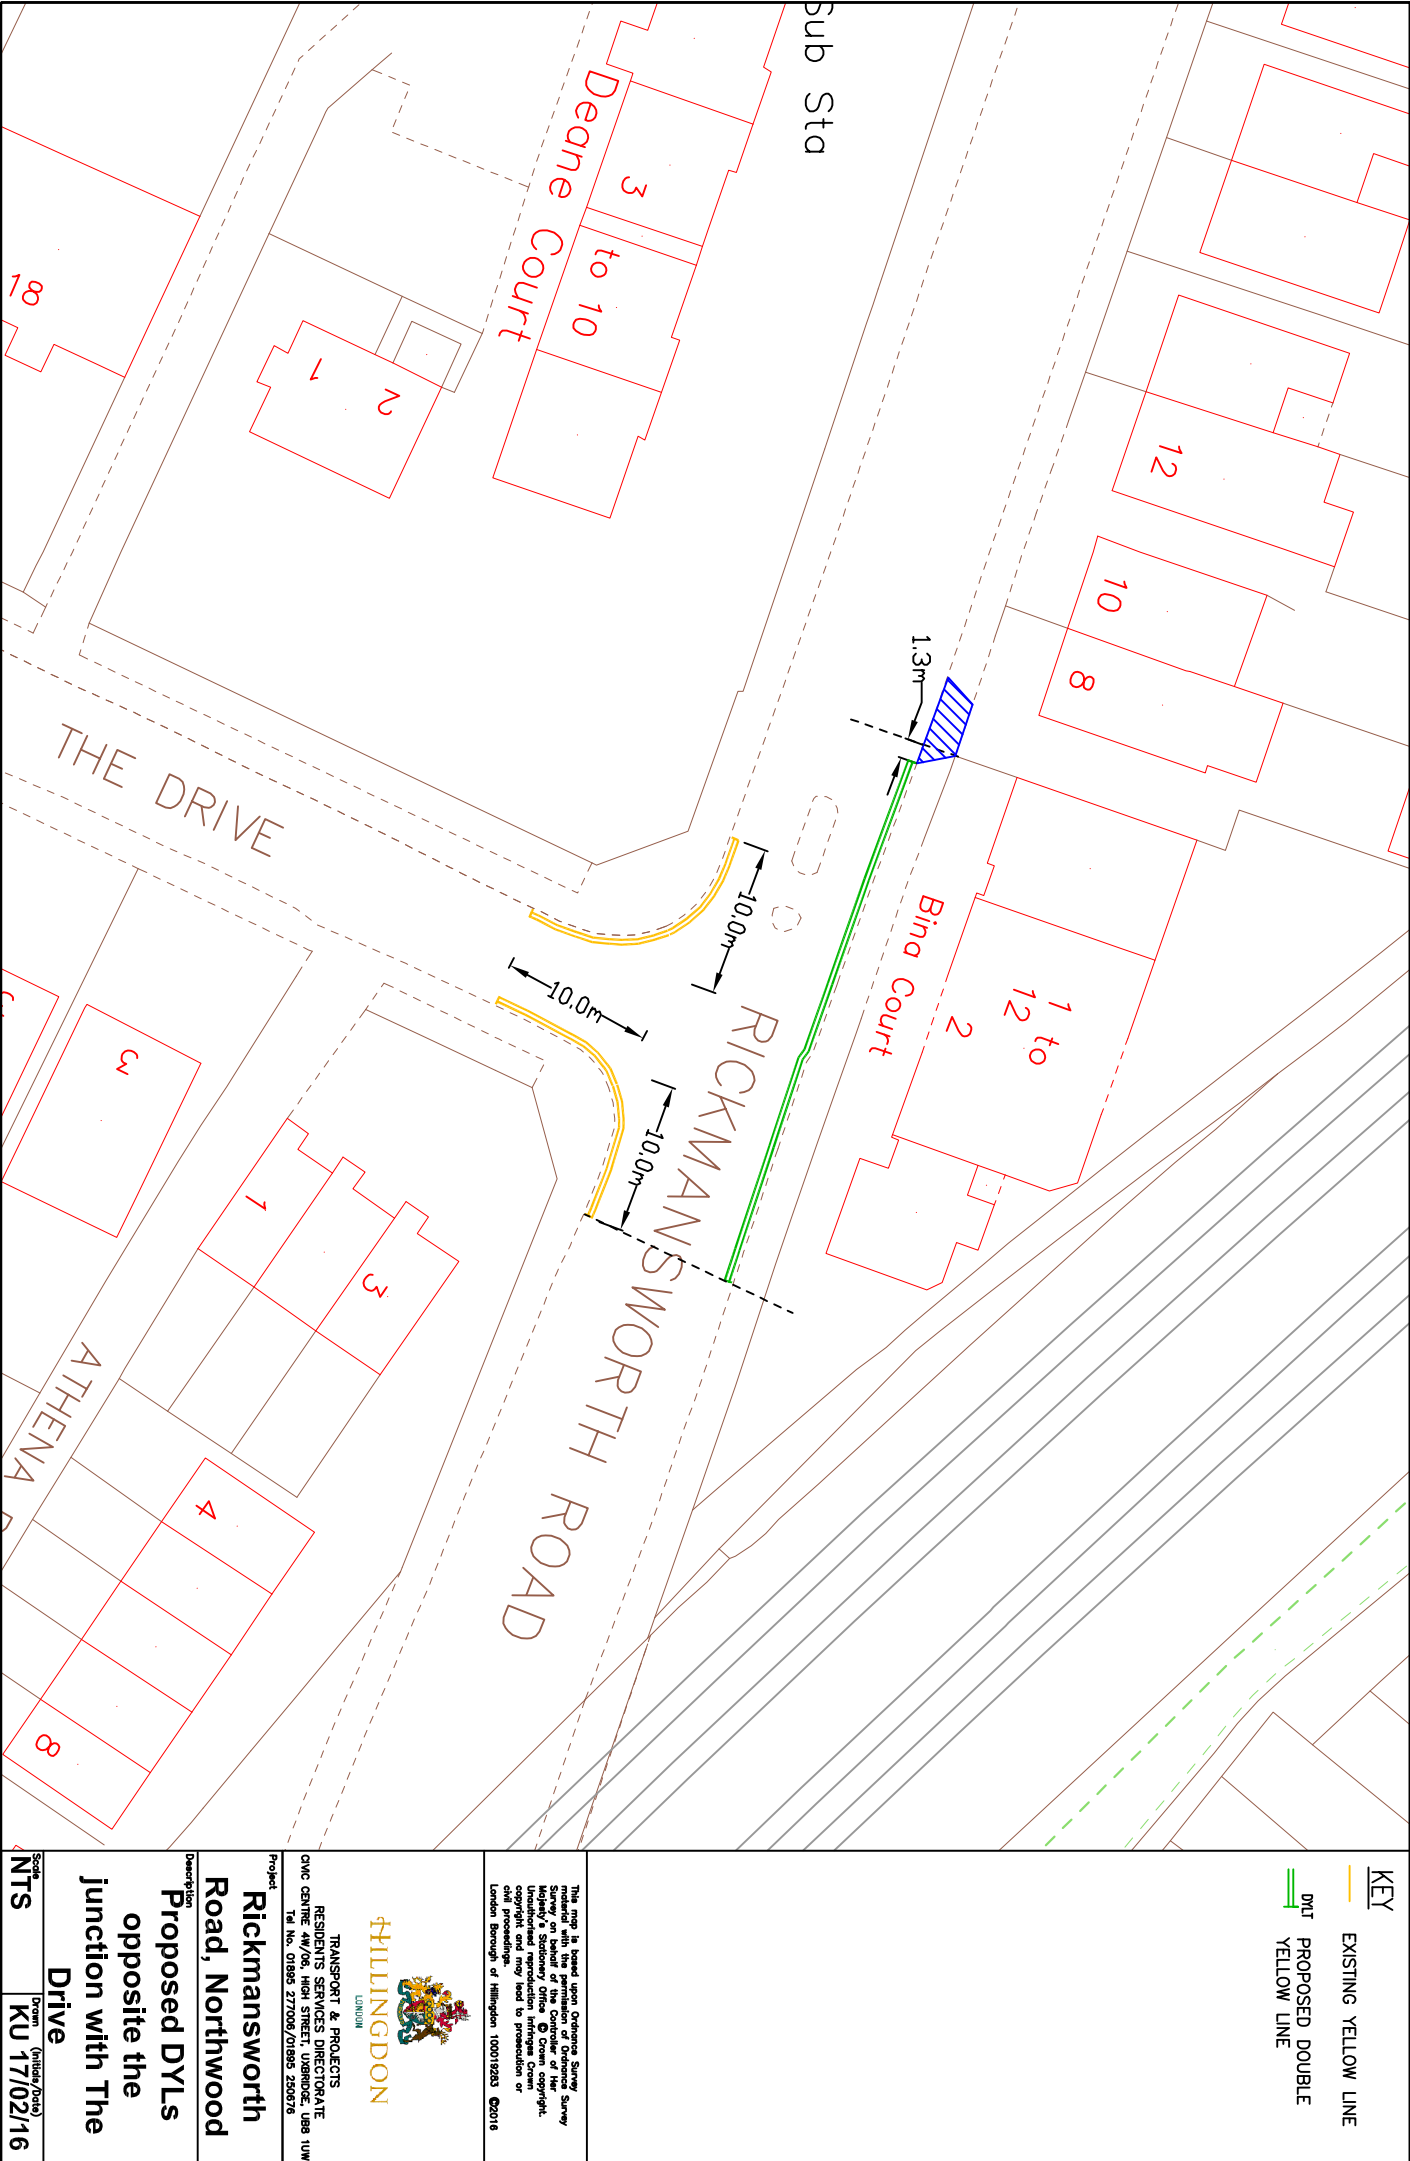 Sub Sta
Deane Court
3
to 10
18
1
2
12
10
8
1.3m
THE DRIVE
10.0m
10.0m
10.0m
Bina Court
1 to
12
2
RICKMANSWORTH ROAD
3
1
3
4
8
ATHENA
KEY
EXISTING YELLOW LINE
DYLT
PROPOSED DOUBLE
YELLOW LINE
This map is based upon Ordnance Survey
material with the permission of Ordnance Survey
Survey on behalf of the Controller of Her
Majesty's Stationery Office © Crown copyright.
Unauthorised reproduction infringes Crown
copyright and may lead to prosecution or
civil proceedings.
London Borough of Hillingdon 100019283 ©2016
HILLINGDON
LONDON
TRANSPORT & PROJECTS
RESIDENTS SERVICES DIRECTORATE
CIVIC CENTRE 4W/06, HIGH STREET, UXBRIDGE, UB8 1UW
Tel No. 01895 277006/01895 250676
Project
Rickmansworth
Road, Northwood
Description
Proposed DYLs
opposite the
junction with The
Drive
Scale
NTS
Drawn (Initials/Date)
KU 17/02/16